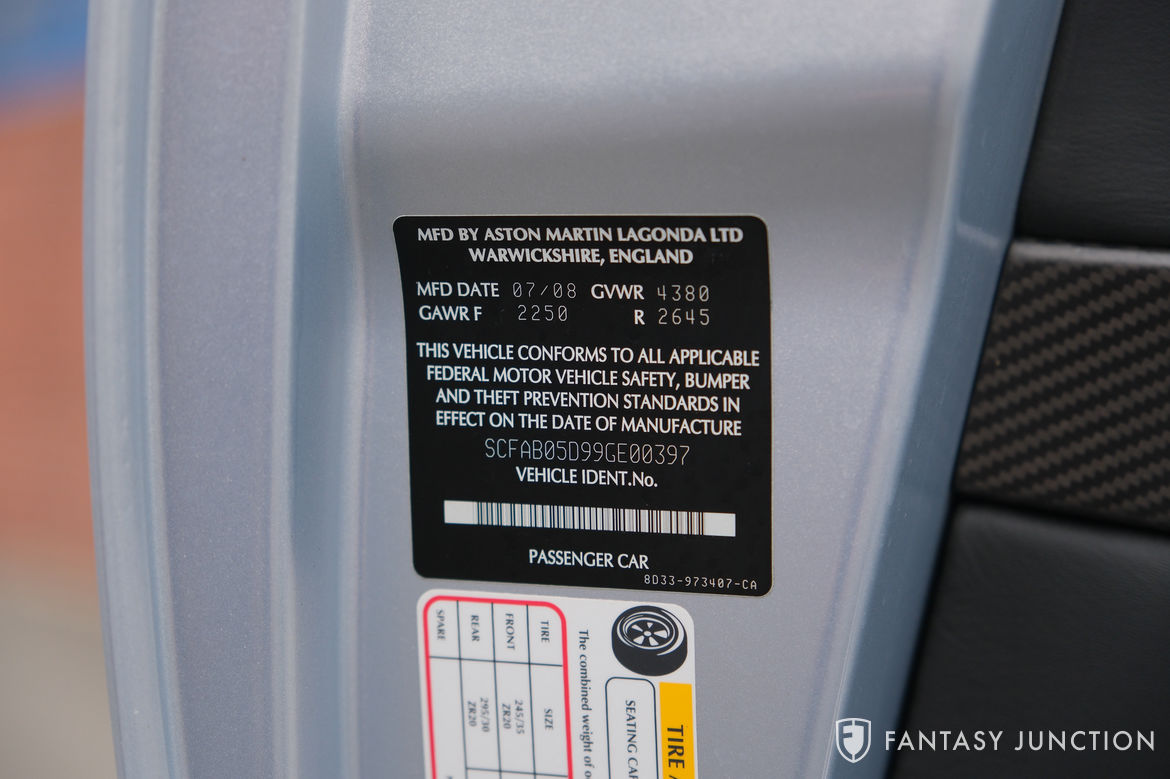 MFD BY ASTON MARTIN LAGONDA LTD
WARWICKSHIRE, ENGLAND
MFD DATE 07/08 GVWR 4380
GAWR F 2250 R 2645
THIS VEHICLE CONFORMS TO ALL APPLICABLE
FEDERAL MOTOR VEHICLE SAFETY, BUMPER
AND THEFT PREVENTION STANDARDS IN
EFFECT ON THE DATE OF MANUFACTURE
SCFAB05D99GE00397
VEHICLE IDENT.No.
PASSENGER CAR
8D33-973407-CA
TIRE
SEATING
The combined weight of
TIRE SIZE
FRONT 245/35
ZR20
REAR 295/30
ZR20
SPARE
FANTASY JUNCTION